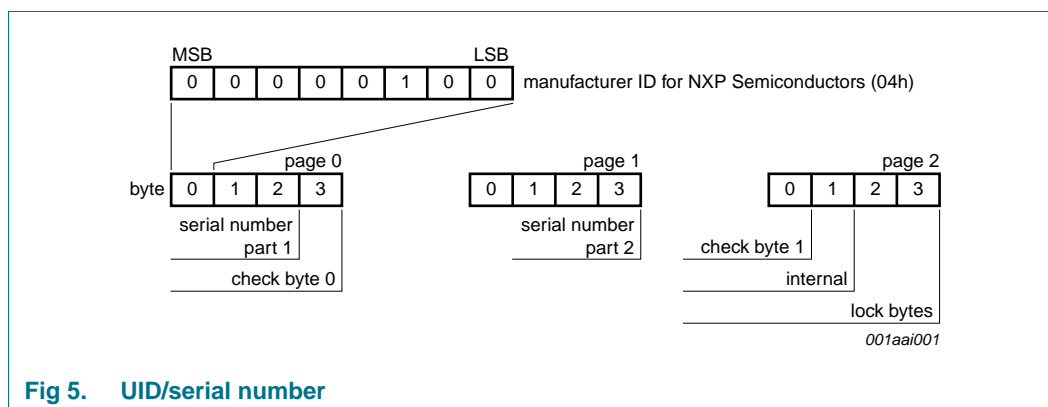 MSB LSB
0 0 0 0 0 1 0 0 manufacturer ID for NXP Semiconductors (04h)
page 0 page 1 page 2
byte 0 1 2 3 0 1 2 3 0 1 2 3
serial number serial number
part 1 part 2 check byte 1
check byte 0 internal
lock bytes
001aai001
Fig 5. UID/serial number